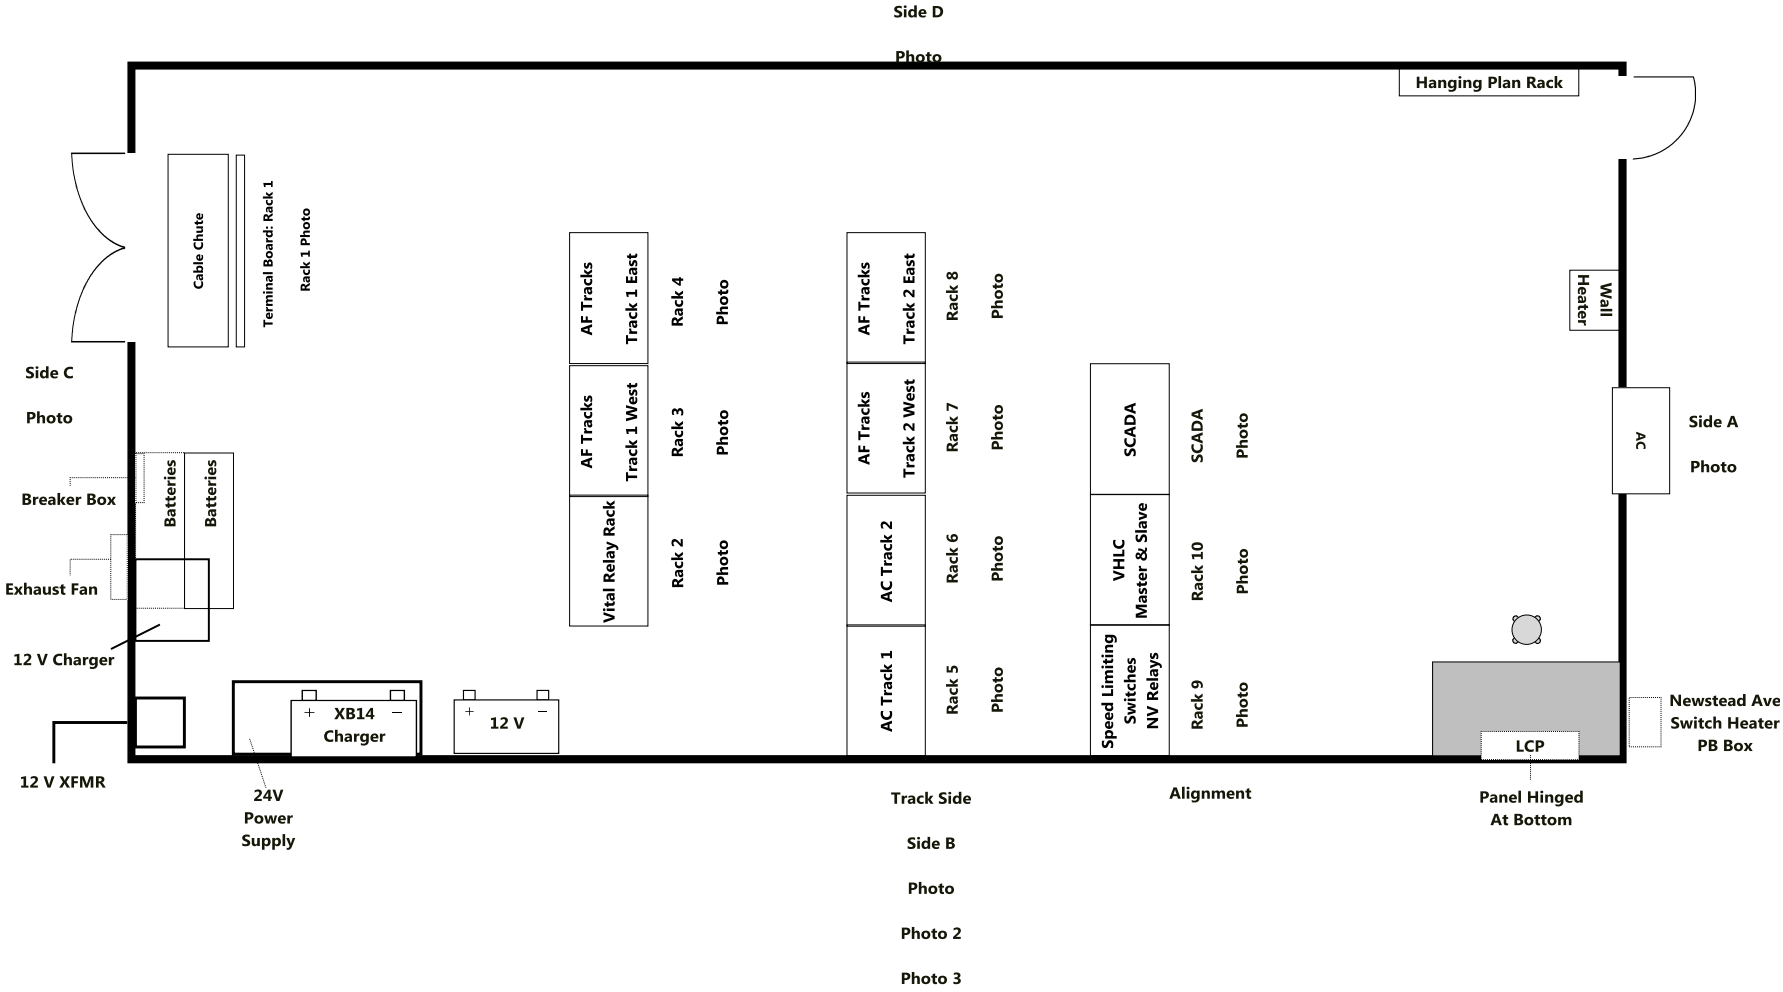 Side D
Photo
Hanging Plan Rack
Cable Chute
Terminal Board: Rack 1
Rack 1 Photo
AF Tracks
Track 1 East
Rack 4
Photo
AF Tracks
Track 2 East
Rack 8
Photo
Wall
Heater
Side C
Photo
AF Tracks
Track 1 West
Rack 3
Photo
AF Tracks
Track 2 West
Rack 7
Photo
SCADA
SCADA
Photo
AC
Side A
Photo
Breaker Box
Batteries
Batteries
Exhaust Fan
12 V Charger
Vital Relay Rack
Rack 2
Photo
AC Track 2
Rack 6
Photo
VHLC
Master & Slave
Rack 10
Photo
AC Track 1
Rack 5
Photo
Speed Limiting
Switches
NV Relays
Rack 9
Photo
+ XB14 −
Charger
+ 12 V −
LCP
Newstead Ave
Switch Heater
PB Box
12 V XFMR
24V
Power
Supply
Track Side
Alignment
Panel Hinged
At Bottom
Side B
Photo
Photo 2
Photo 3